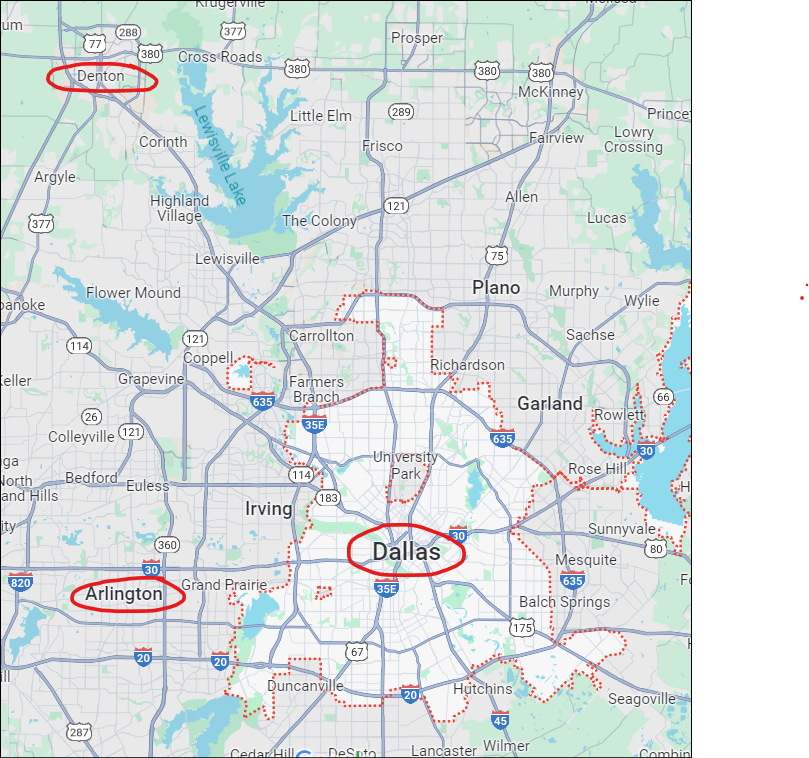 Krugerville
um
288
377
77
380
Prosper
Cross Roads
380
380
380
Denton
McKinney
Little Elm
289
Lewisville Lake
Corinth
Frisco
Fairview
Lowry
Crossing
Argyle
Allen
Highland
Village
121
Lucas
377
The Colony
75
Lewisville
Plano
Murphy
Flower Mound
Wylie
oanoke
121
Carrollton
Sachse
114
Coppell
Richardson
Keller
Grapevine
Farmers
Branch
635
Garland
66
26
35E
Rowlett
Colleyville
121
635
30
University
Park
Rose Hill
Bedford
Euless
114
North
land Hills
183
Irving
Sunnyvale
360
30
Dallas
80
30
Mesquite
820
Arlington
Grand Prairie
35E
635
Balch Springs
175
67
20
20
Duncanville
20
Hutchins
Seagoville
45
287
Cedar Hill
DeSoto
Lancaster
Wilmer
Combin